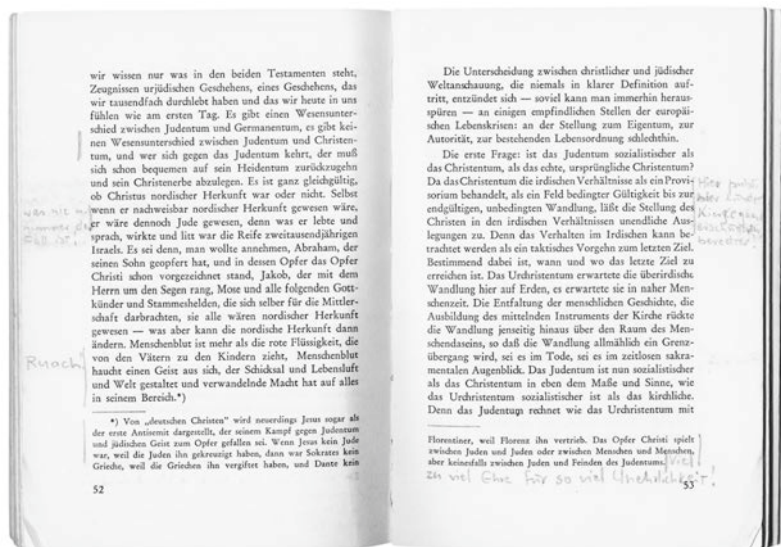 wir wissen nur was in den beiden Testamenten steht,
Zeugnissen urjüdischen Geschehens, eines Geschehens, das
wir tausendfach durchlebt haben und das wir heute in uns
fühlen wie am ersten Tag. Es gibt einen Wesensunter-
schied zwischen Judentum und Germanentum, es gibt kei-
nen Wesensunterschied zwischen Judentum und Christen-
tum, und wer sich gegen das Judentum kehrt, der muß
sich schon bequemen auf sein Heidentum zurückzugehn
und sein Christenerbe abzulegen. Es ist ganz gleichgültig,
ob Christus nordischer Herkunft war oder nicht. Selbst
wenn er nachweisbar nordischer Herkunft gewesen wäre,
er wäre dennoch Jude gewesen, denn was er lebte und
sprach, wirkte und litt war die Reife zweitausendjährigen
Israels. Es sei denn, man wollte annehmen, Abraham, der
seinen Sohn geopfert hat, und in dessen Opfer das Opfer
Christi schon vorgezeichnet stand, Jakob, der mit dem
Herrn um den Segen rang, Mose und alle folgenden Gott-
künder und Stammeshelden, die sich selber für die Mittler-
schaft darbrachten, sie alle wären nordischer Herkunft
gewesen — was aber kann die nordische Herkunft dann
ändern. Menschenblut ist mehr als die rote Flüssigkeit, die
von den Vätern zu den Kindern zieht, Menschenblut
haucht einen Geist aus sich, der Schicksal und Lebensluft
und Welt gestaltet und verwandelnde Macht hat auf alles
in seinem Bereich.*)
Ruach
*) Von „deutschen Christen" wird neuerdings Jesus sogar als
der erste Antisemit dargestellt, der seinem Kampf gegen Judentum
und jüdischen Geist zum Opfer gefallen sei. Wenn Jesus kein Jude
war, weil die Juden ihn gekreuzigt haben, dann war Sokrates kein
Grieche, weil die Griechen ihn vergiftet haben, und Dante kein
52
Die Unterscheidung zwischen christlicher und jüdischer
Weltanschauung, die niemals in klarer Definition auf-
tritt, entzündet sich — soviel kann man immerhin heraus-
spüren — an einigen empfindlichen Stellen der europäi-
schen Lebenskrisen: an der Stellung zum Eigentum, zur
Autorität, zur bestehenden Lebensordnung schlechthin.
Die erste Frage: ist das Judentum sozialistischer als
das Christentum, als das echte, ursprüngliche Christentum?
Da das Christentum die irdischen Verhältnisse als ein Provi-
sorium behandelt, als ein Feld bedingter Gültigkeit bis zur
endgültigen, unbedingten Wandlung, läßt die Stellung des
Christen in den irdischen Verhältnissen unendliche Aus-
legungen zu. Denn das Verhalten im Irdischen kann be-
trachtet werden als ein taktisches Vorgehn zum letzten Ziel.
Bestimmend dabei ist, wann und wo das letzte Ziel zu
erreichen ist. Das Urchristentum erwartete die überirdische
Wandlung hier auf Erden, es erwartete sie in naher Men-
schenzeit. Die Entfaltung der menschlichen Geschichte, die
Ausbildung des mittelnden Instruments der Kirche rückte
die Wandlung jenseitig hinaus über den Raum des Men-
schendaseins, so daß die Wandlung allmählich ein Grenz-
übergang wird, sei es im Tode, sei es im zeitlosen sakra-
mentalen Augenblick. Das Judentum ist nun sozialistischer
als das Christentum in eben dem Maße und Sinne, wie
das Urchristentum sozialistischer ist als das kirchliche.
Denn das Judentum rechnet wie das Urchristentum mit
Florentiner, weil Florenz ihn vertrieb. Das Opfer Christi spielt
zwischen Juden und Juden oder zwischen Menschen und Menschen,
aber keinesfalls zwischen Juden und Feinden des Judentums. Viel
zu viel Ehre für so viel Unehrlichkeit!
53